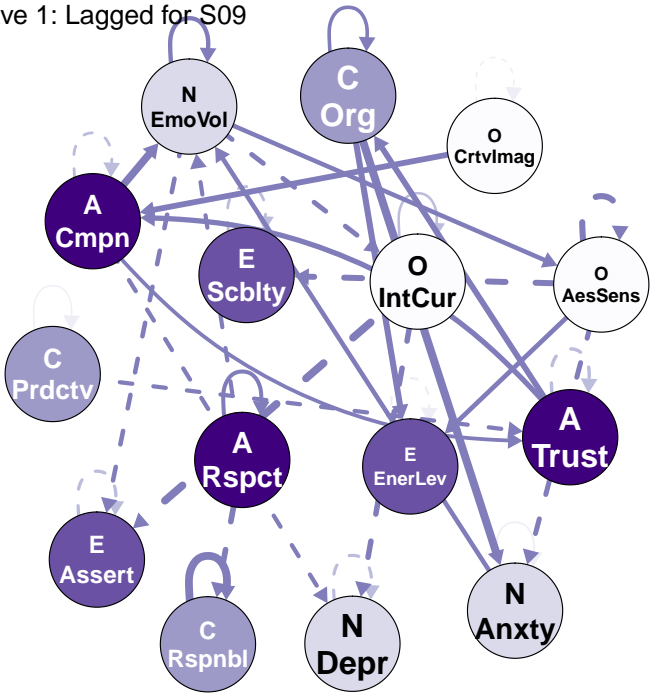 ve 1: Lagged for S09
N
EmoVol
C
Org
O
CrtvImag
A
Cmpn
E
Scblty
O
IntCur
O
AesSens
C
Prdctv
A
Rspct
E
EnerLev
A
Trust
E
Assert
C
Rspnbl
N
Depr
N
Anxty